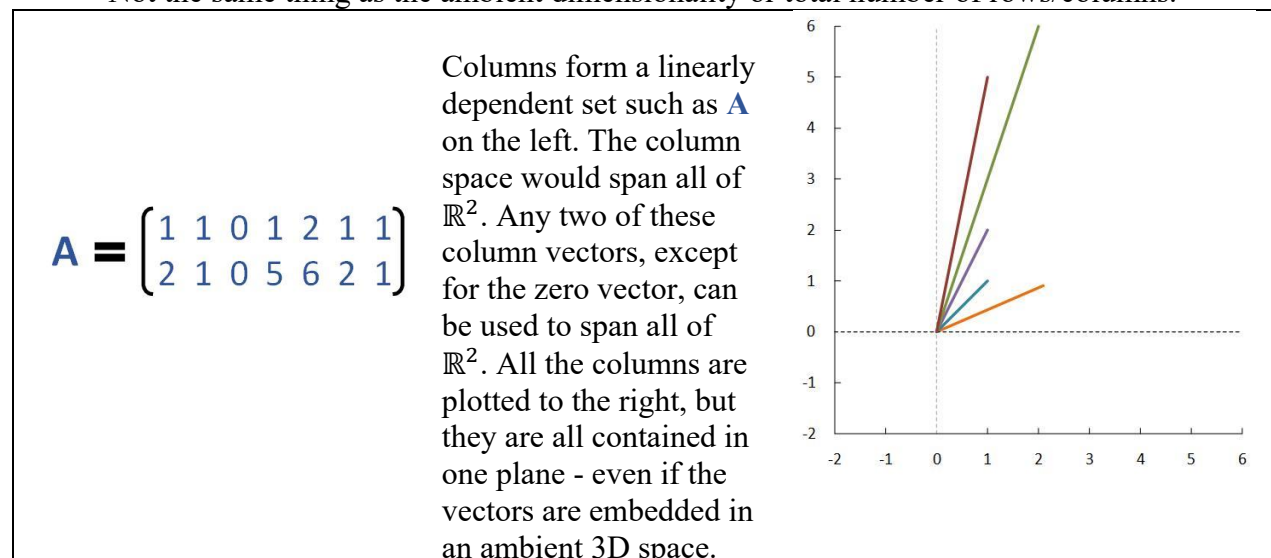 Not the same thing as the ambient dimensionality or total number of rows/columns.
A = 1 1 0 1 2 1 1
2 1 0 5 6 2 1
Columns form a linearly
dependent set such as A
on the left. The column
space would span all of
ℝ². Any two of these
column vectors, except
for the zero vector, can
be used to span all of
ℝ². All the columns are
plotted to the right, but
they are all contained in
one plane - even if the
vectors are embedded in
an ambient 3D space.
6
5
4
3
2
1
0
-1
-2
-2 -1 0 1 2 3 4 5 6